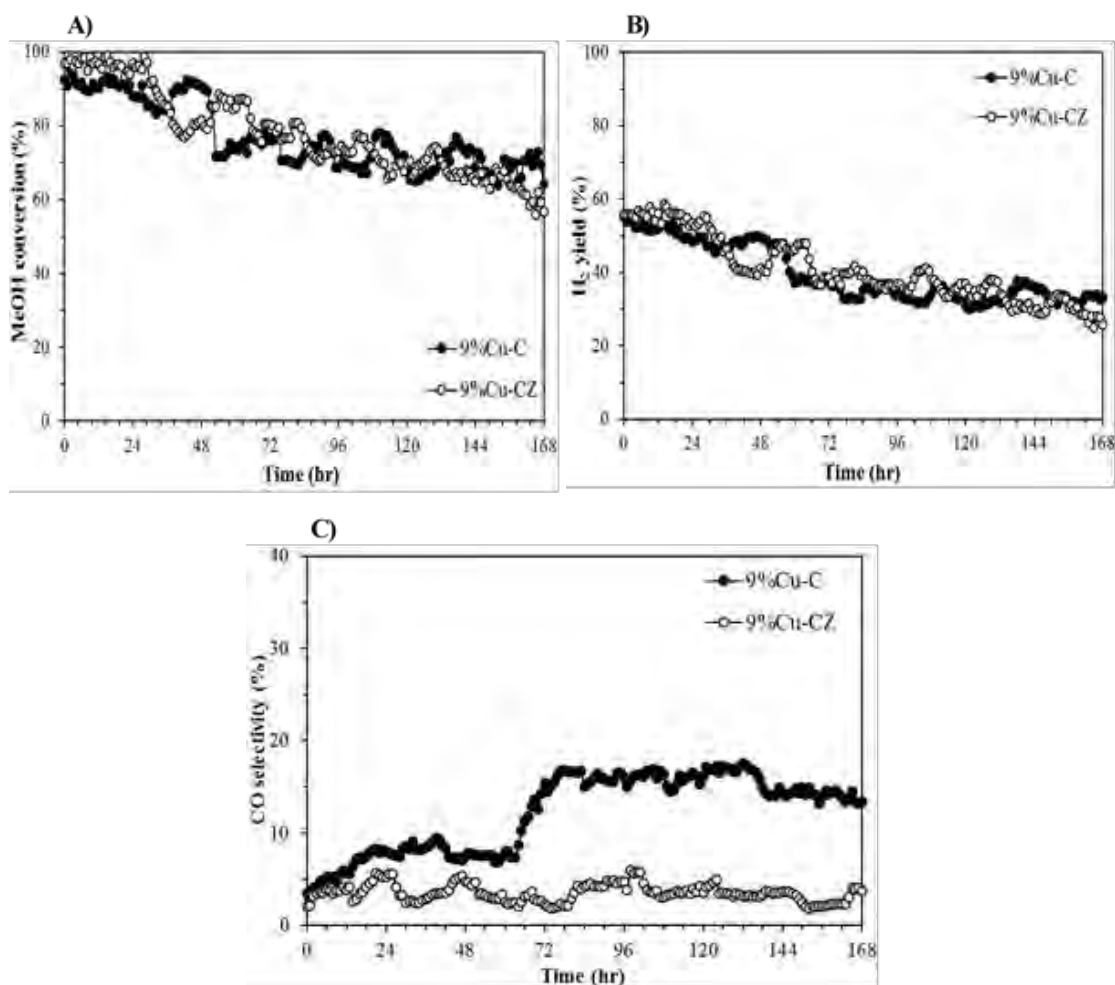 A)
100
80
60
40
20
0
MeOH conversion (%)
9%Cu-C
9%Cu-CZ
0 24 48 72 96 120 144 168
Time (hr)
B)
100
80
60
40
20
0
H₂ yield (%)
9%Cu-C
9%Cu-CZ
0 24 48 72 96 120 144 168
Time (hr)
C)
40
30
20
10
0
CO selectivity (%)
9%Cu-C
9%Cu-CZ
0 24 48 72 96 120 144 168
Time (hr)